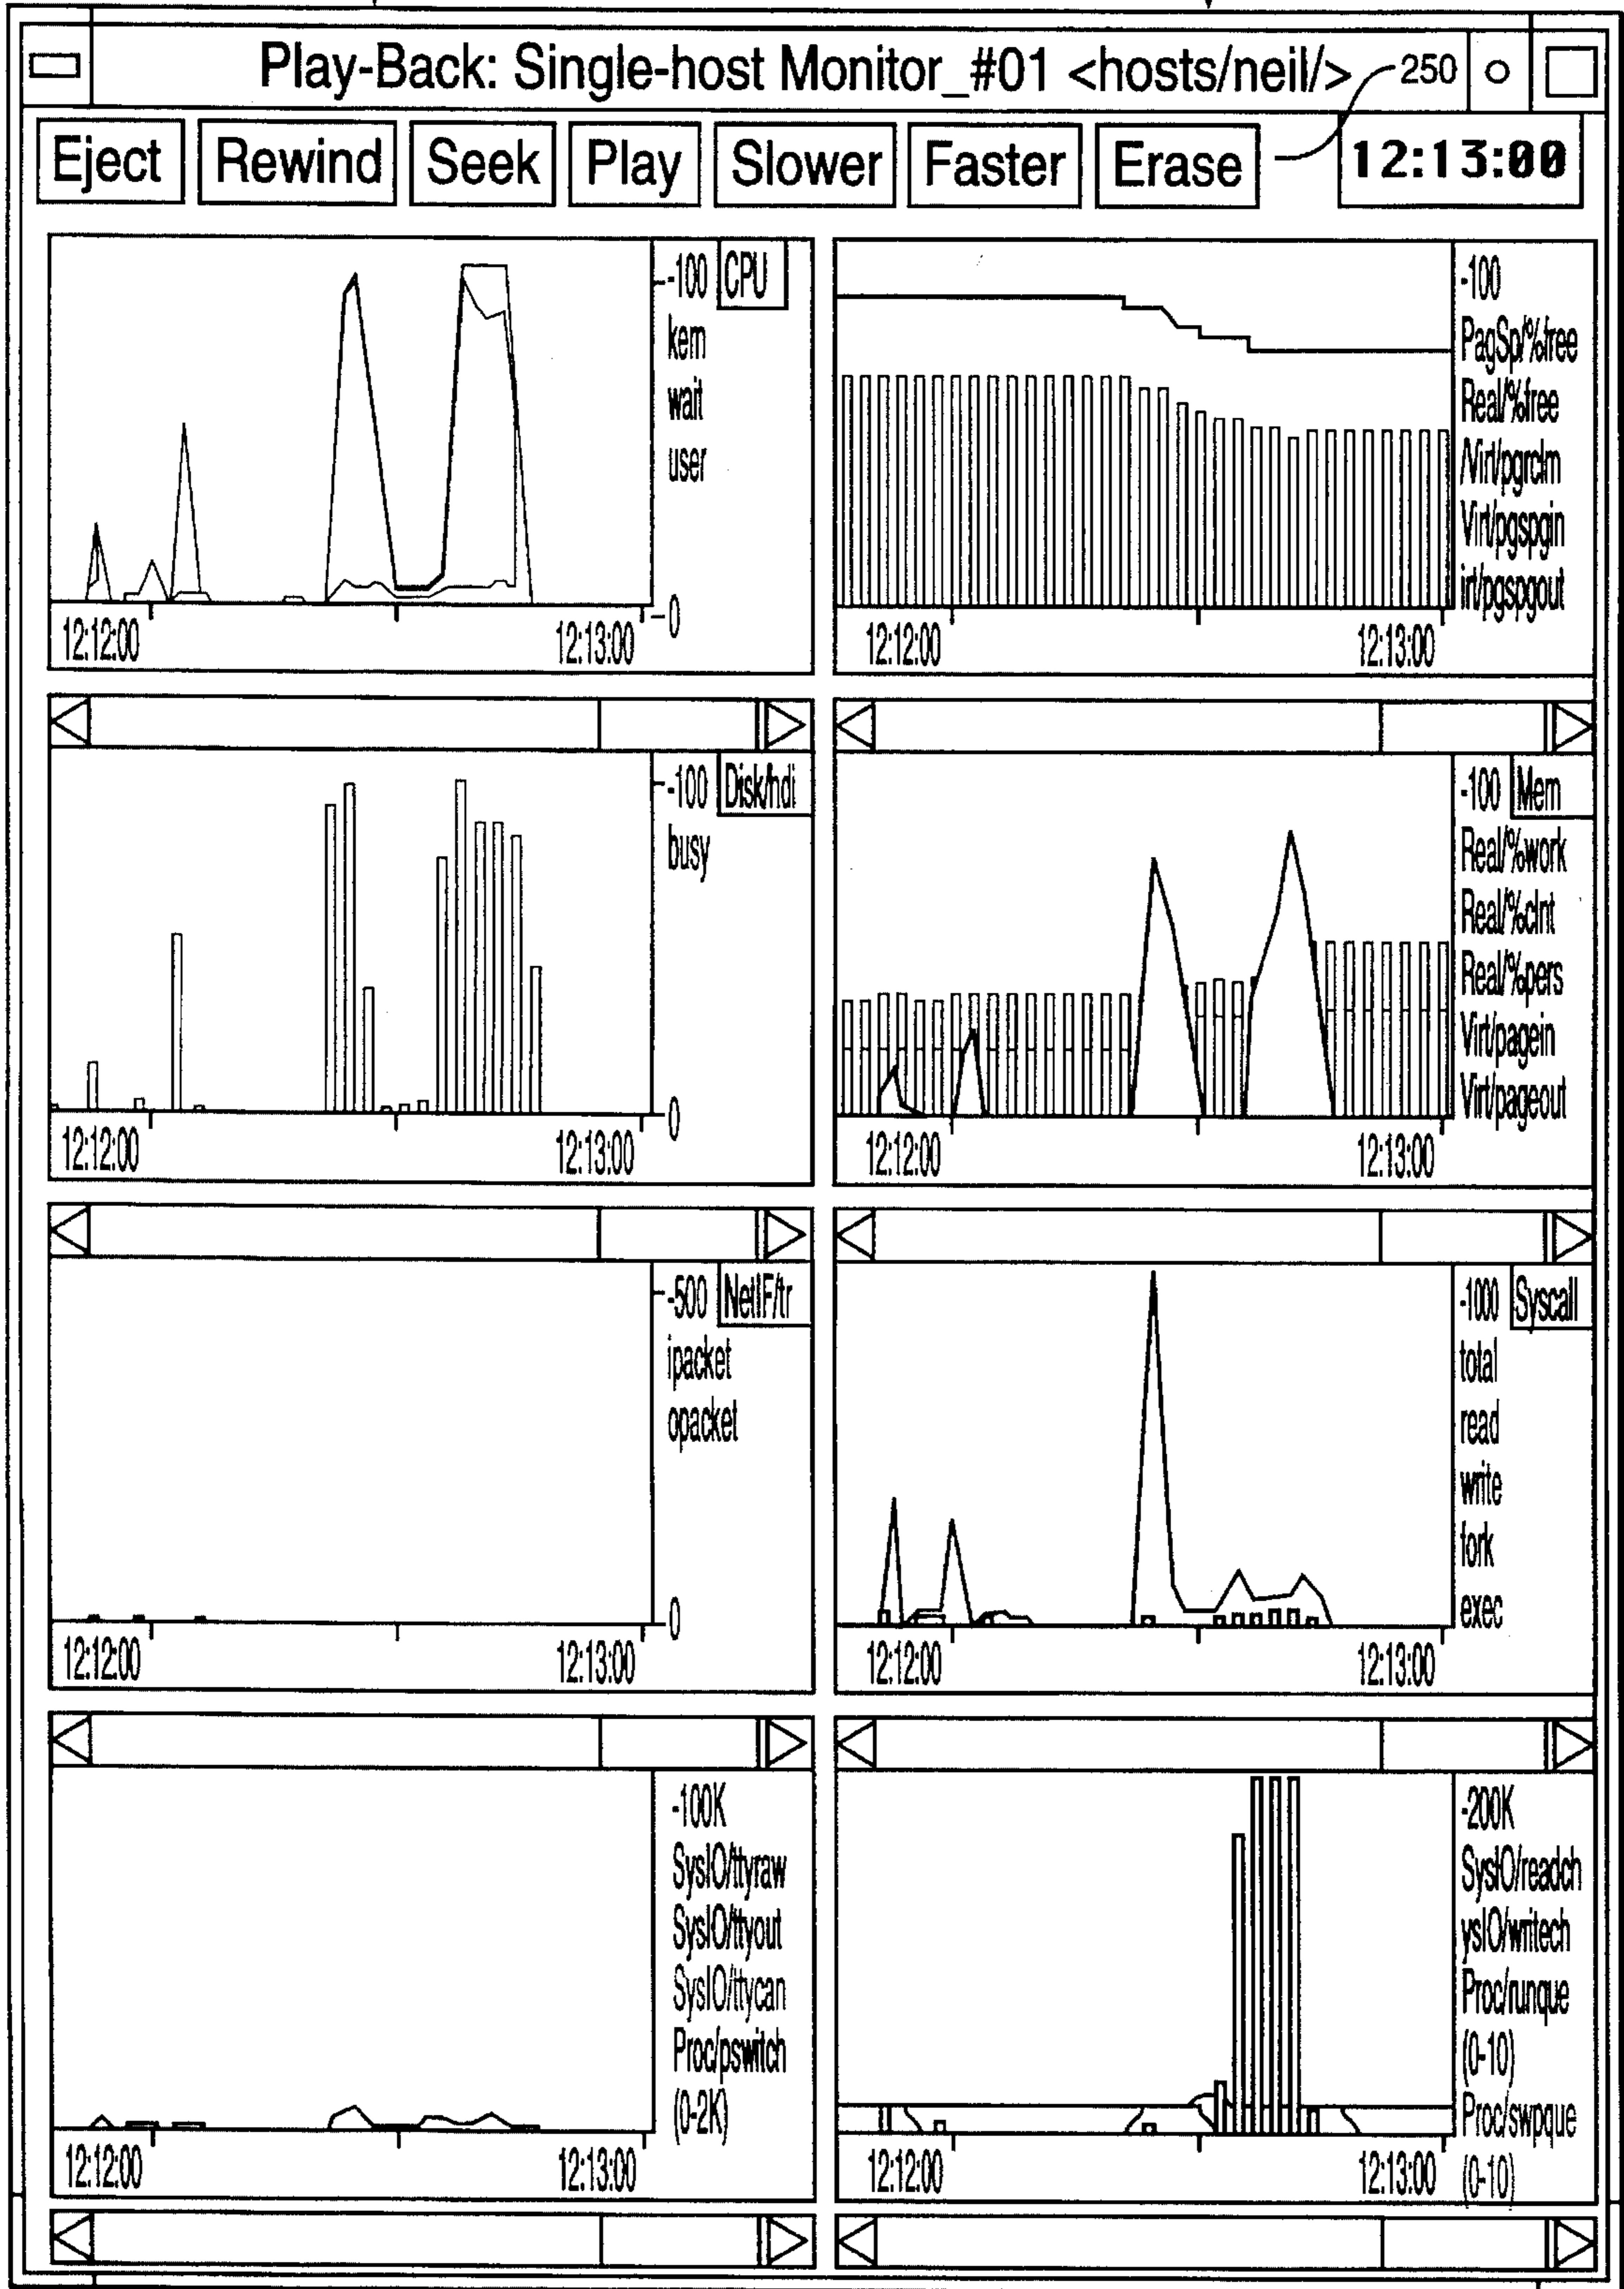 Play-Back: Single-host Monitor_#01 <hosts/neil/>
250
Eject Rewind Seek Play Slower Faster Erase
12:13:00
-100 CPU
kern
wait
user
0
12:12:00 12:13:00
-100
PagSp/%free
Real/%free
/Virt/pgrclm
Virt/pgspgin
irt/pgspgout
12:12:00 12:13:00
-100 Disk/hdi
busy
0
12:12:00 12:13:00
-100 Mem
Real/%work
Real/%clnt
Real/%pers
Virt/pagein
Virt/pageout
12:12:00 12:13:00
-500 NetIF/tr
ipacket
opacket
0
12:12:00 12:13:00
-1000 Syscall
total
read
write
fork
exec
12:12:00 12:13:00
-100K
SysIO/ttyraw
SysIO/ttyout
SysIO/ttycan
Proc/pswitch
(0-2K)
12:12:00 12:13:00
-200K
SysIO/readch
ysIO/writech
Proc/runque
(0-10)
Proc/swpque
(0-10)
12:12:00 12:13:00